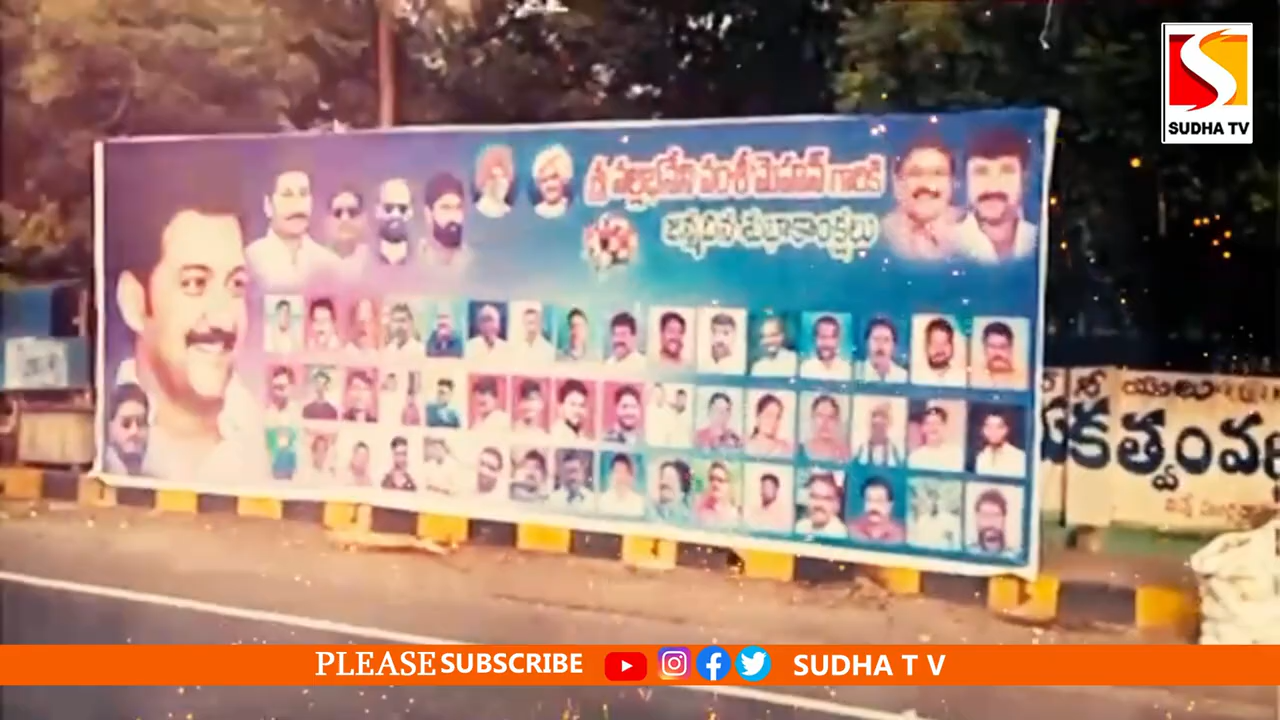 SUDHA TV
శ్రీ వల్లభనేని వంశీ మోహన్ గారికి
జన్మదిన శుభాకాంక్షలు
కత్వంవ
PLEASE SUBSCRIBE SUDHA T V